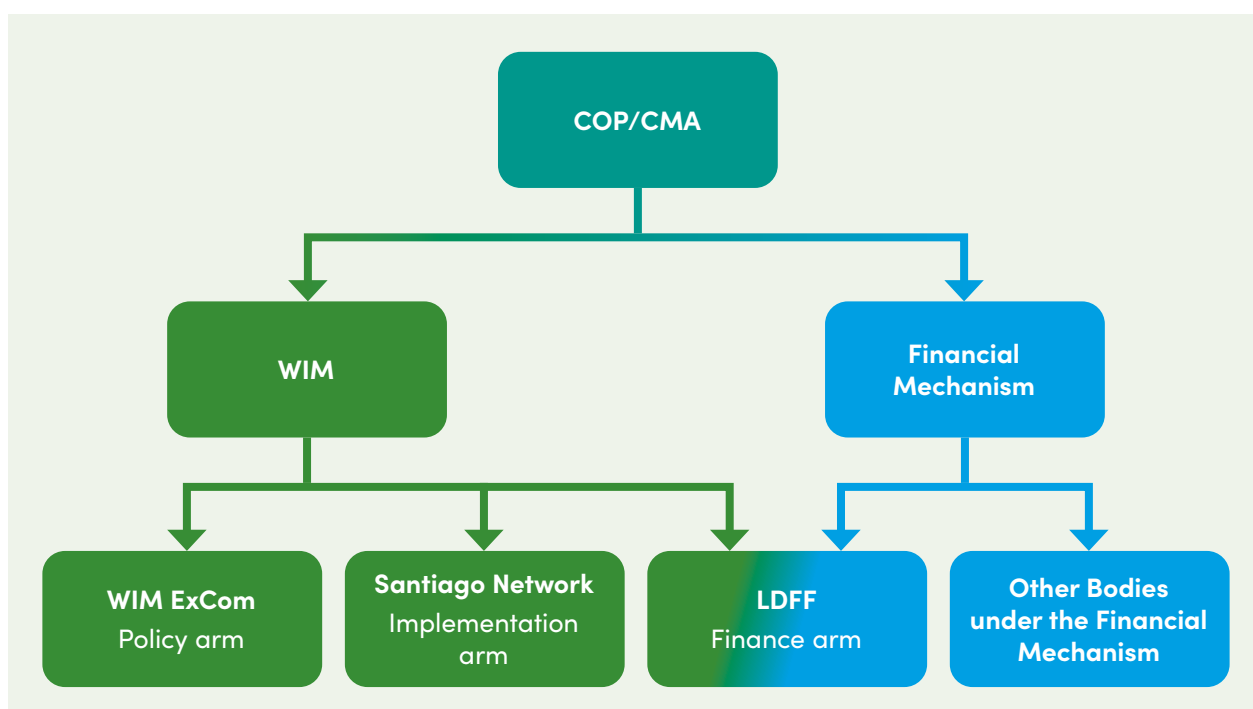 COP/CMA
WIM
Financial
Mechanism
WIM ExCom
Policy arm
Santiago Network
Implementation
arm
LDFF
Finance arm
Other Bodies
under the Financial
Mechanism